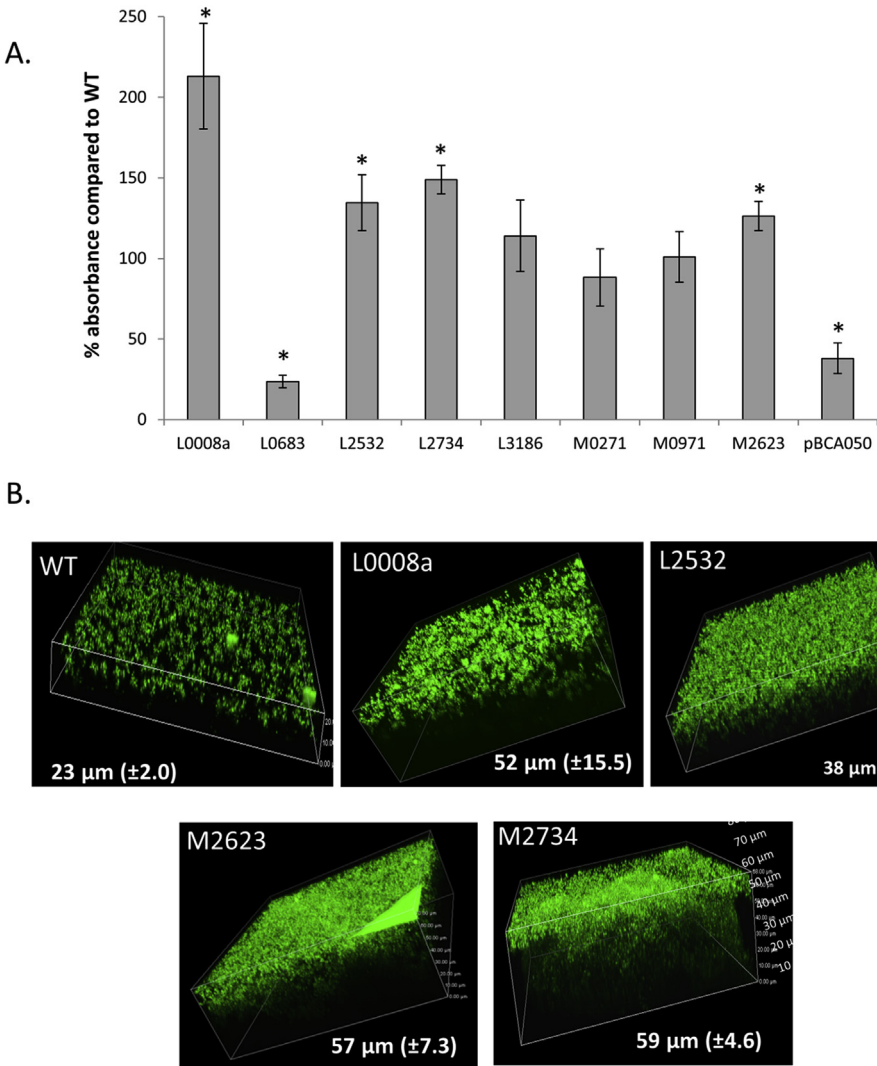 A.
% absorbance compared to WT
250
200
150
100
50
0
*
*
*
*
*
*
L0008a
L0683
L2532
L2734
L3186
M0271
M0971
M2623
pBCA050
B.
WT
23 µm (±2.0)
L0008a
52 µm (±15.5)
L2532
38 µm
M2623
57 µm (±7.3)
M2734
70 µm
60 µm
50 µm
40 µm
30 µm
20 µ
10
59 µm (±4.6)